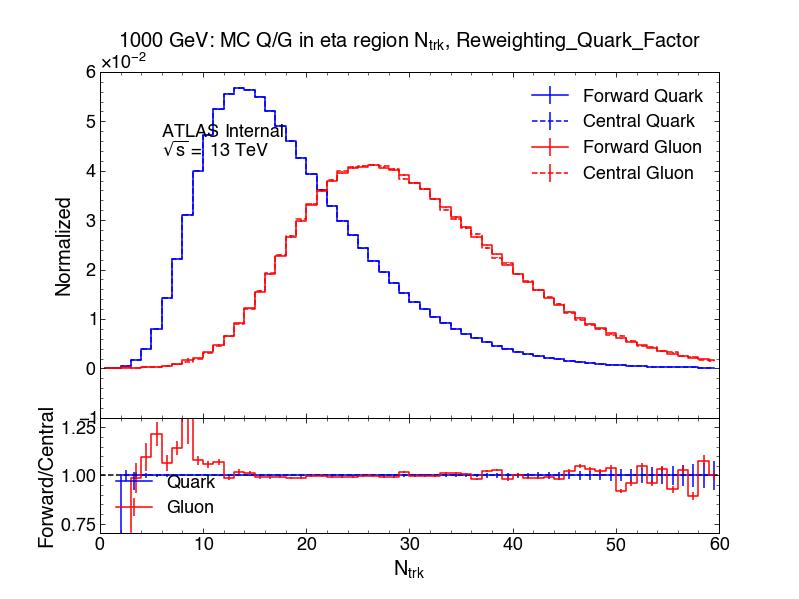 1000 GeV: MC Q/G in eta region N_trk, Reweighting_Quark_Factor
×10⁻²
6
5
4
3
2
1
0
−1
Normalized
ATLAS Internal
√s = 13 TeV
Forward Quark
Central Quark
Forward Gluon
Central Gluon
1.25
1.00
0.75
Forward/Central
Quark
Gluon
0 10 20 30 40 50 60
N_trk